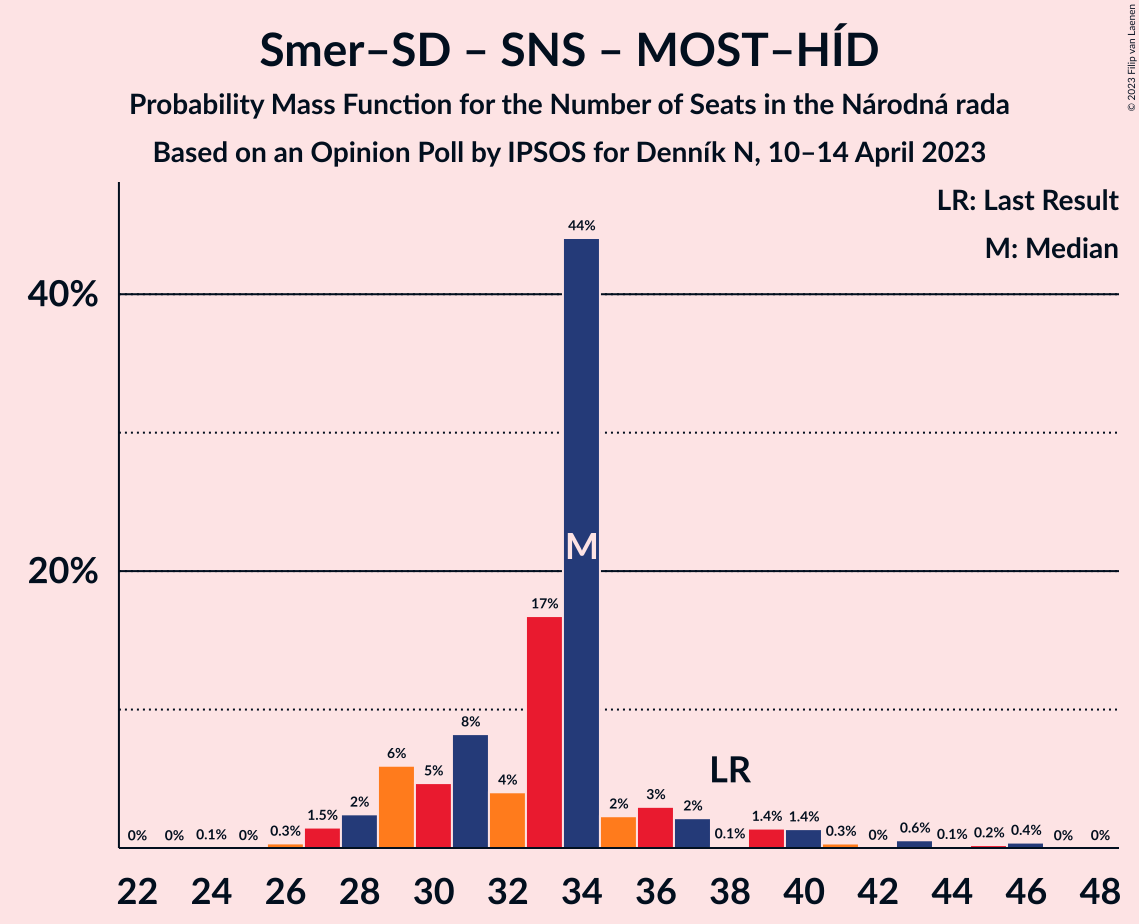 Smer–SD – SNS – MOST–HÍD
Probability Mass Function for the Number of Seats in the Národná rada
Based on an Opinion Poll by IPSOS for Denník N, 10–14 April 2023
© 2023 Filip van Laenen
LR: Last Result
M: Median
40%
20%
0% 0% 0.1% 0% 0.3% 1.5% 2% 6% 5% 8% 4% 17% 44% 2% 3% 2% 0.1% 1.4% 1.4% 0.3% 0% 0.6% 0.1% 0.2% 0.4% 0% 0%
M
LR
22 24 26 28 30 32 34 36 38 40 42 44 46 48